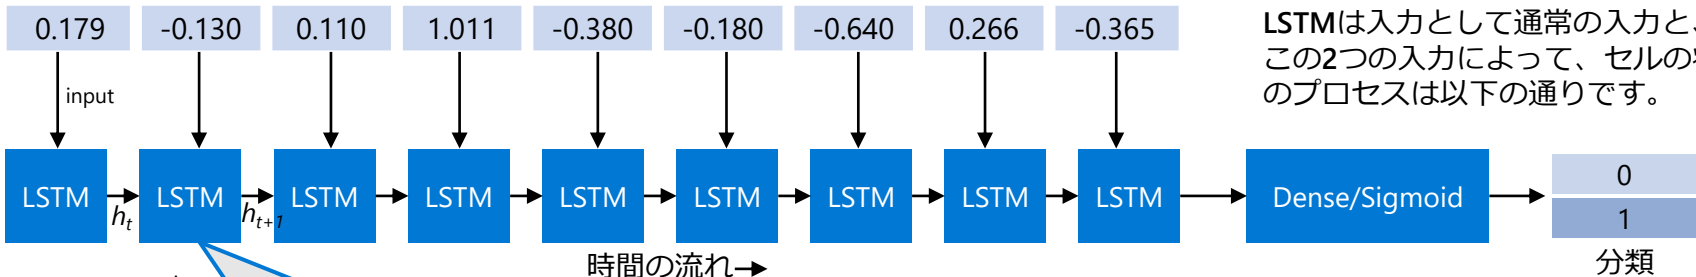 0.179 -0.130 0.110 1.011 -0.380 -0.180 -0.640 0.266 -0.365
LSTMは入力として通常の入力と、
この2つの入力によって、セルの
のプロセスは以下の通りです。
input
LSTM LSTM LSTM LSTM LSTM LSTM LSTM LSTM LSTM Dense/Sigmoid
0
1
ht ht+1
時間の流れ→
分類